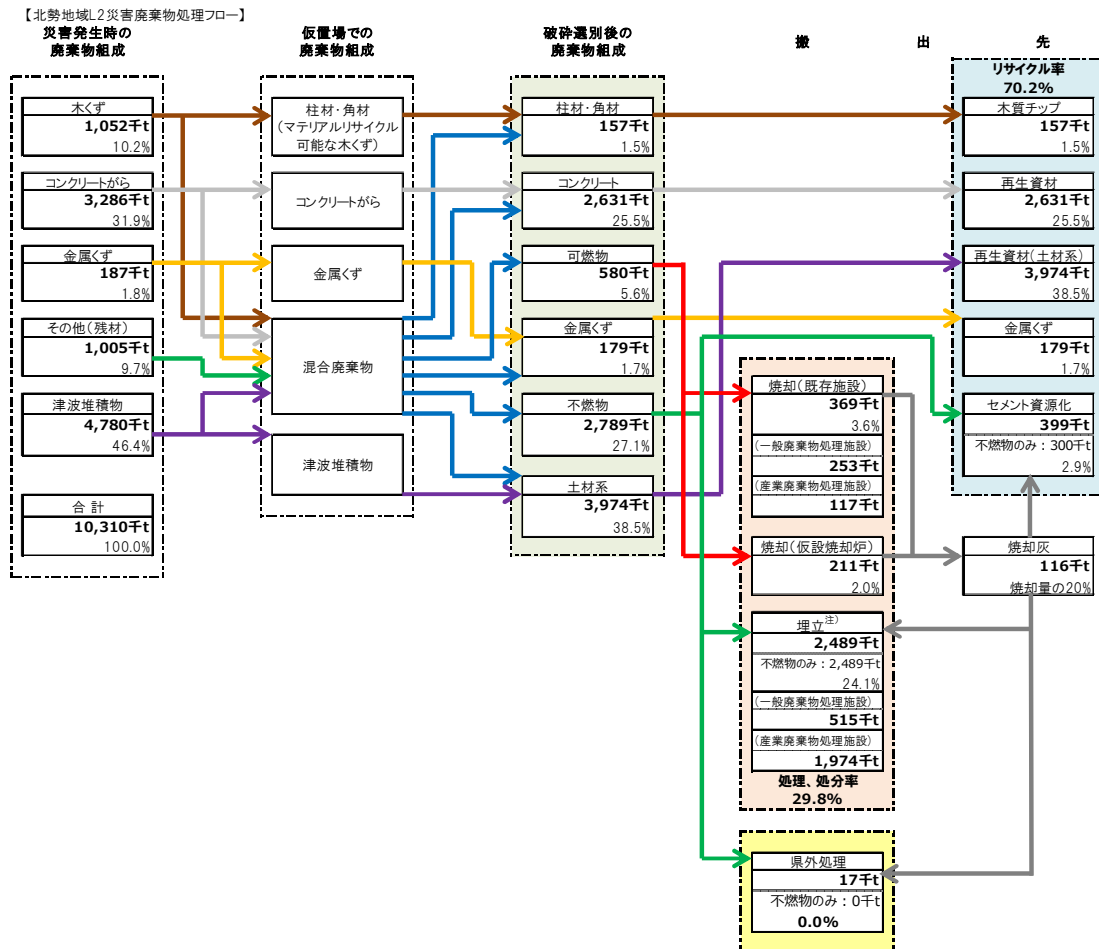 【北勢地域L2災害廃棄物処理フロー】
災害発生時の
廃棄物組成
木くず
1,052千t
10.2%
コンクリートがら
3,286千t
31.9%
金属くず
187千t
1.8%
その他(残材)
1,005千t
9.7%
津波堆積物
4,780千t
46.4%
合 計
10,310千t
100.0%
仮置場での
廃棄物組成
柱材・角材
(マテリアルリサイクル
可能な木くず)
コンクリートがら
金属くず
混合廃棄物
津波堆積物
破砕選別後の
廃棄物組成
柱材・角材
157千t
1.5%
コンクリート
2,631千t
25.5%
可燃物
580千t
5.6%
金属くず
179千t
1.7%
不燃物
2,789千t
27.1%
土材系
3,974千t
38.5%
搬 出 先
焼却(既存施設)
369千t
3.6%
(一般廃棄物処理施設)
253千t
(産業廃棄物処理施設)
117千t
焼却(仮設焼却炉)
211千t
2.0%
埋立注)
2,489千t
不燃物のみ：2,489千t
24.1%
(一般廃棄物処理施設)
515千t
(産業廃棄物処理施設)
1,974千t
処理、処分率
29.8%
県外処理
17千t
不燃物のみ：0千t
0.0%
リサイクル率
70.2%
木質チップ
157千t
1.5%
再生資材
2,631千t
25.5%
再生資材(土材系)
3,974千t
38.5%
金属くず
179千t
1.7%
セメント資源化
399千t
不燃物のみ：300千t
2.9%
焼却灰
116千t
焼却量の20%